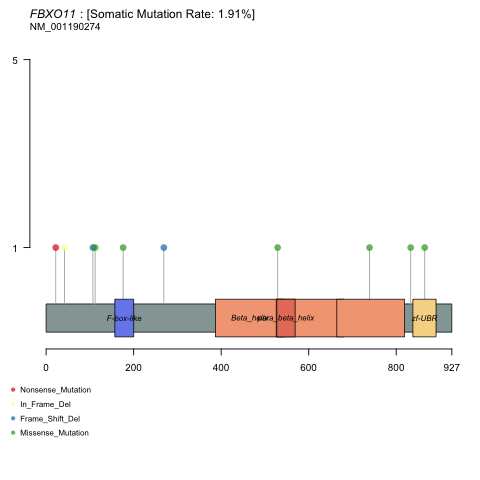 FBXO11 : [Somatic Mutation Rate: 1.91%]
NM_001190274
5
1
F-box-like
Beta_helix
para_beta_helix
zf-UBR
0
200
400
600
800
927
Nonsense_Mutation
In_Frame_Del
Frame_Shift_Del
Missense_Mutation